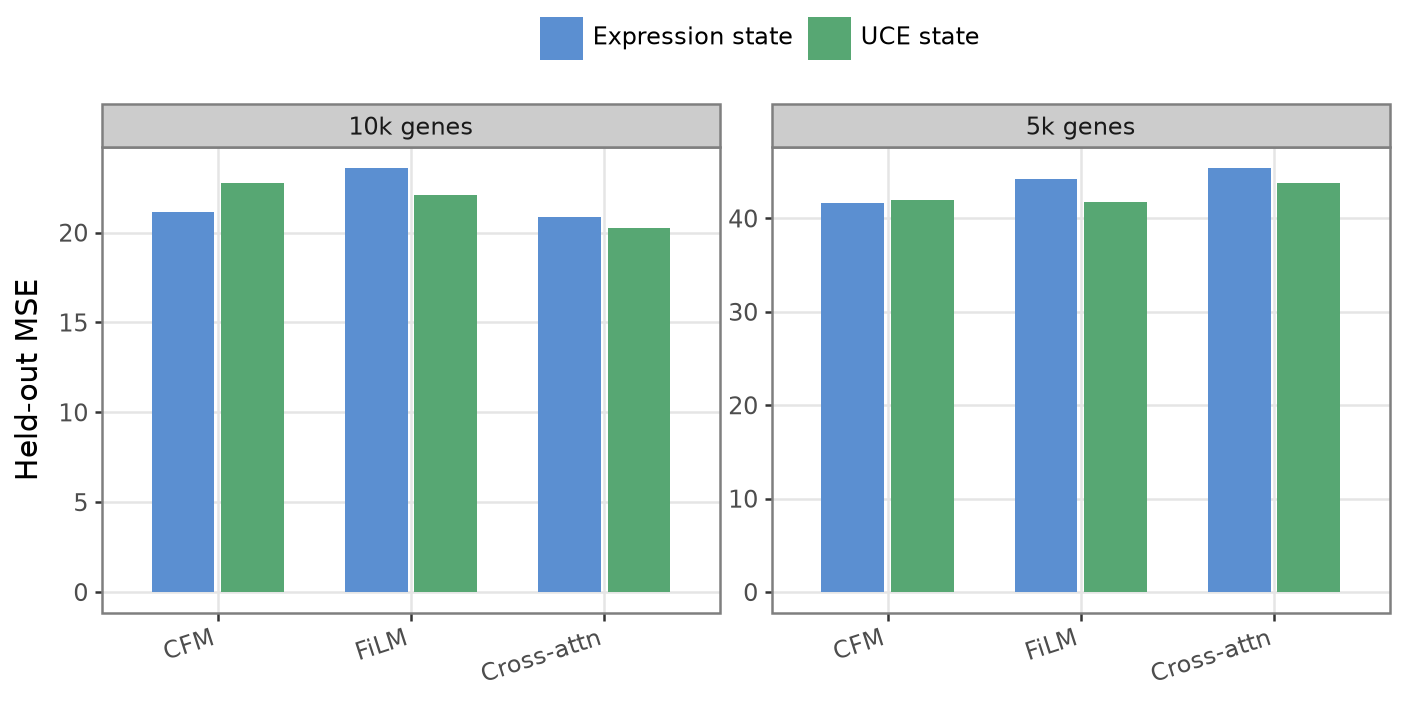 Expression state UCE state
10k genes 5k genes
Held-out MSE
20
15
10
5
0
40
30
20
10
0
CFM FiLM Cross-attn
CFM FiLM Cross-attn